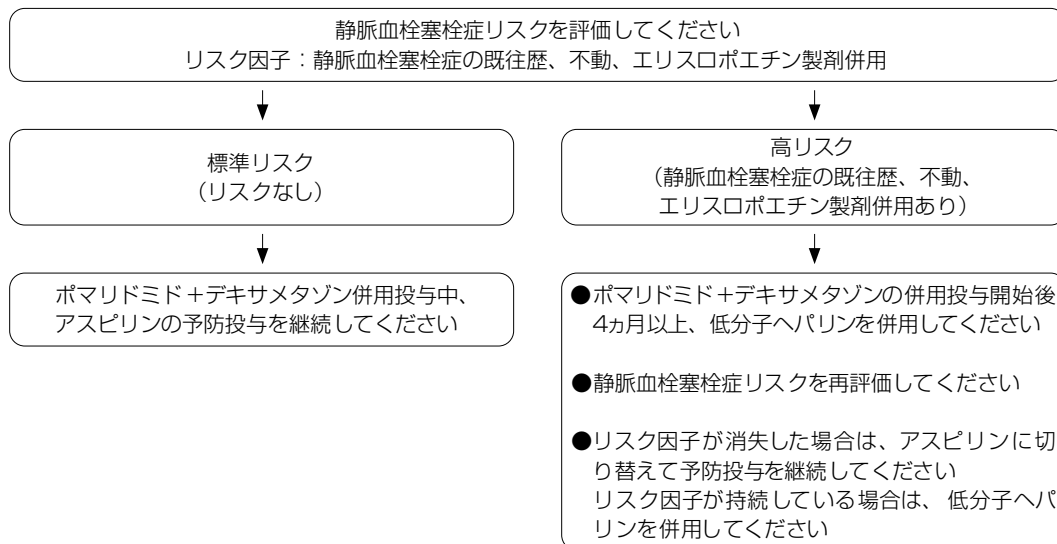 静脈血栓塞栓症リスクを評価してください
リスク因子：静脈血栓塞栓症の既往歴、不動、エリスロポエチン製剤併用
標準リスク
（リスクなし）
高リスク
（静脈血栓塞栓症の既往歴、不動、
エリスロポエチン製剤併用あり）
ポマリドミド＋デキサメタゾン併用投与中、
アスピリンの予防投与を継続してください
●ポマリドミド＋デキサメタゾンの併用投与開始後
4ヵ月以上、低分子ヘパリンを併用してください
●静脈血栓塞栓症リスクを再評価してください
●リスク因子が消失した場合は、アスピリンに切
り替えて予防投与を継続してください
リスク因子が持続している場合は、低分子ヘパ
リンを併用してください